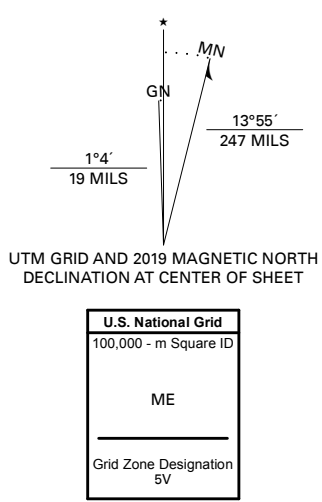 ★
MN
GN
13°55´
247 MILS
1°4´
19 MILS
UTM GRID AND 2019 MAGNETIC NORTH
DECLINATION AT CENTER OF SHEET
U.S. National Grid
100,000 - m Square ID
ME
Grid Zone Designation
5V